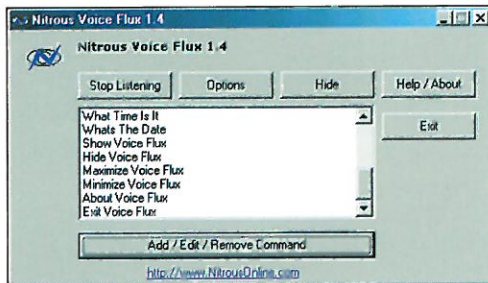 Nitrous Voice Flux 1.4
Nitrous Voice Flux 1.4
Stop Listening Options Hide Help / About
What Time Is It
Whats The Date
Show Voice Flux
Hide Voice Flux
Maximize Voice Flux
Minimize Voice Flux
About Voice Flux
Exit Voice Flux
Exit
Add / Edit / Remove Command
http://www.NitrousOnline.com